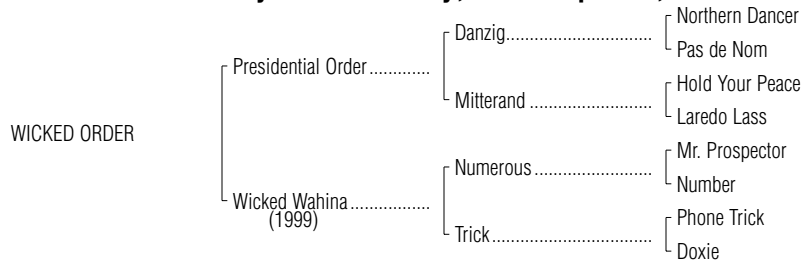 Northern Dancer
Danzig..............................
Pas de Nom
Presidential Order.............
Hold Your Peace
Mitterand..........................
Laredo Lass
WICKED ORDER
Mr. Prospector
Numerous.........................
Number
Wicked Wahina.................
(1999)
Phone Trick
Trick..................................
Doxie